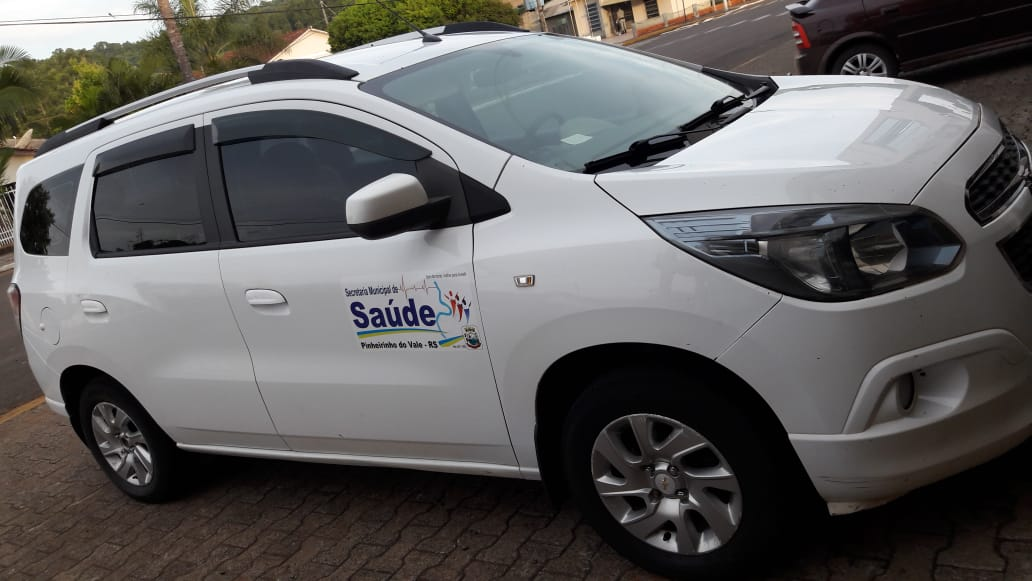 Secretaria Municipal de
Saúde
Pinheirinho do Vale - RS